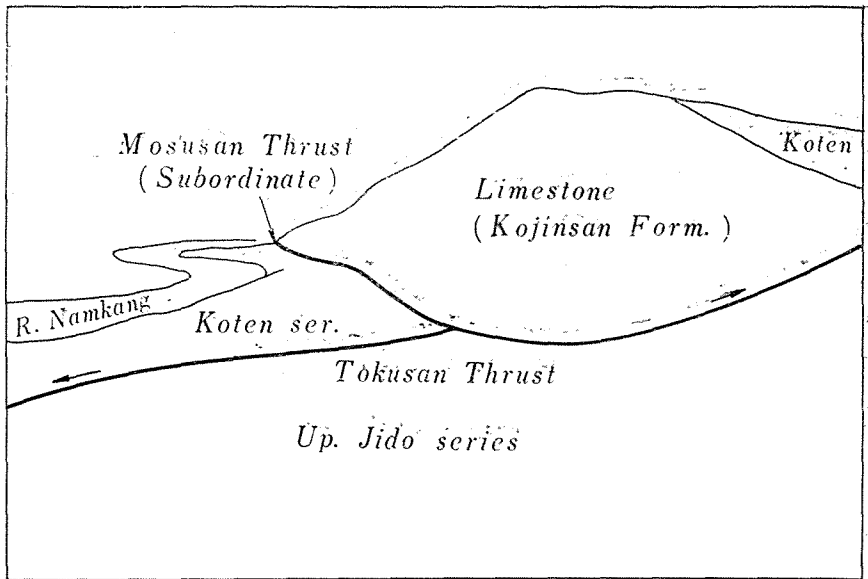 Mosusan Thrust
(Subordinate)
Koten
Limestone
(Kojinsan Form.)
R. Namkang
Koten ser.
Tokusan Thrust
Up. Jido series